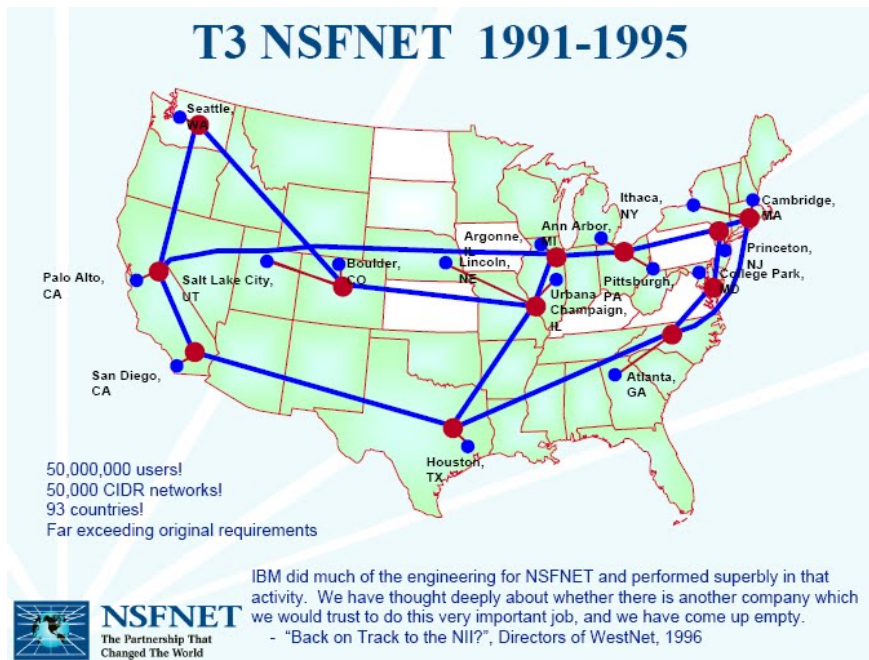 T3 NSFNET 1991-1995
Seattle,
WA
Ithaca,
NY
Cambridge,
MA
Ann Arbor,
MI
Argonne,
IL
Princeton,
NJ
Boulder,
CO
Lincoln,
NE
Pittsburgh,
PA
College Park,
MD
Palo Alto,
CA
Salt Lake City,
UT
Urbana
Champaign,
IL
San Diego,
CA
Atlanta,
GA
Houston,
TX
50,000,000 users!
50,000 CIDR networks!
93 countries!
Far exceeding original requirements
IBM did much of the engineering for NSFNET and performed superbly in that
activity. We have thought deeply about whether there is another company which
we would trust to do this very important job, and we have come up empty.
- “Back on Track to the NII?”, Directors of WestNet, 1996
NSFNET
The Partnership That
Changed The World